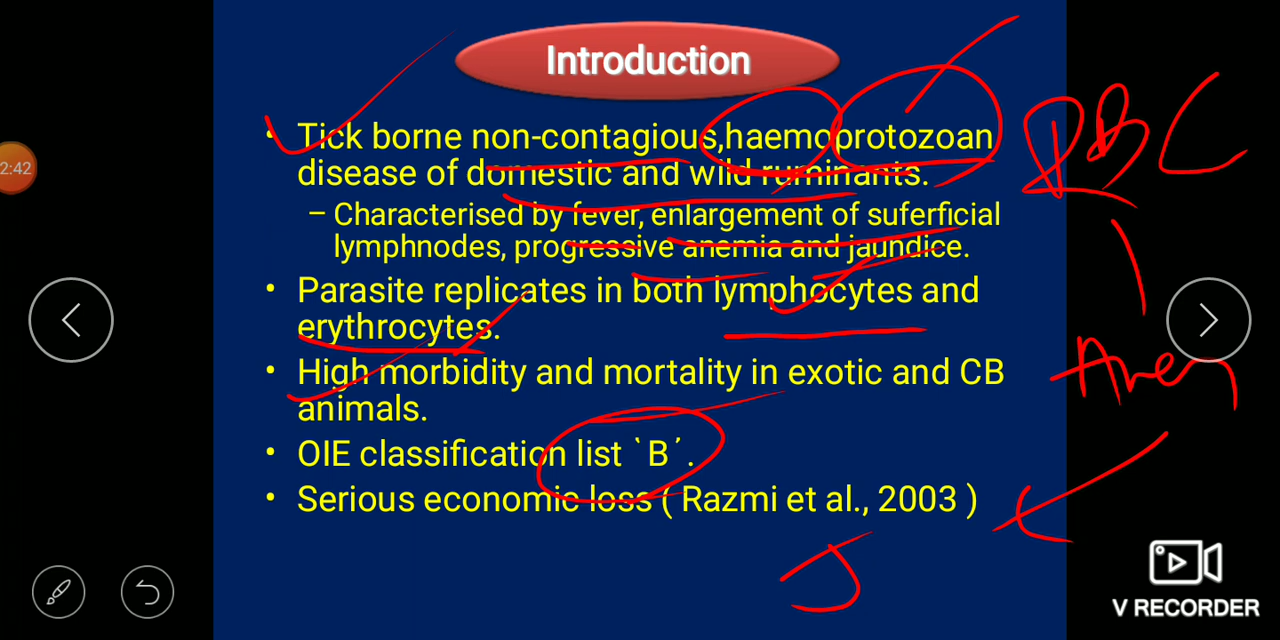 Introduction
• Tick borne non-contagious,haemoprotozoan
disease of domestic and wild ruminants.
– Characterised by fever, enlargement of suferficial
lymphnodes, progressive anemia and jaundice.
• Parasite replicates in both lymphocytes and
erythrocytes.
• High morbidity and mortality in exotic and CB
animals.
• OIE classification list `B´.
• Serious economic loss ( Razmi et al., 2003 )
RBC
J
2:42
V RECORDER